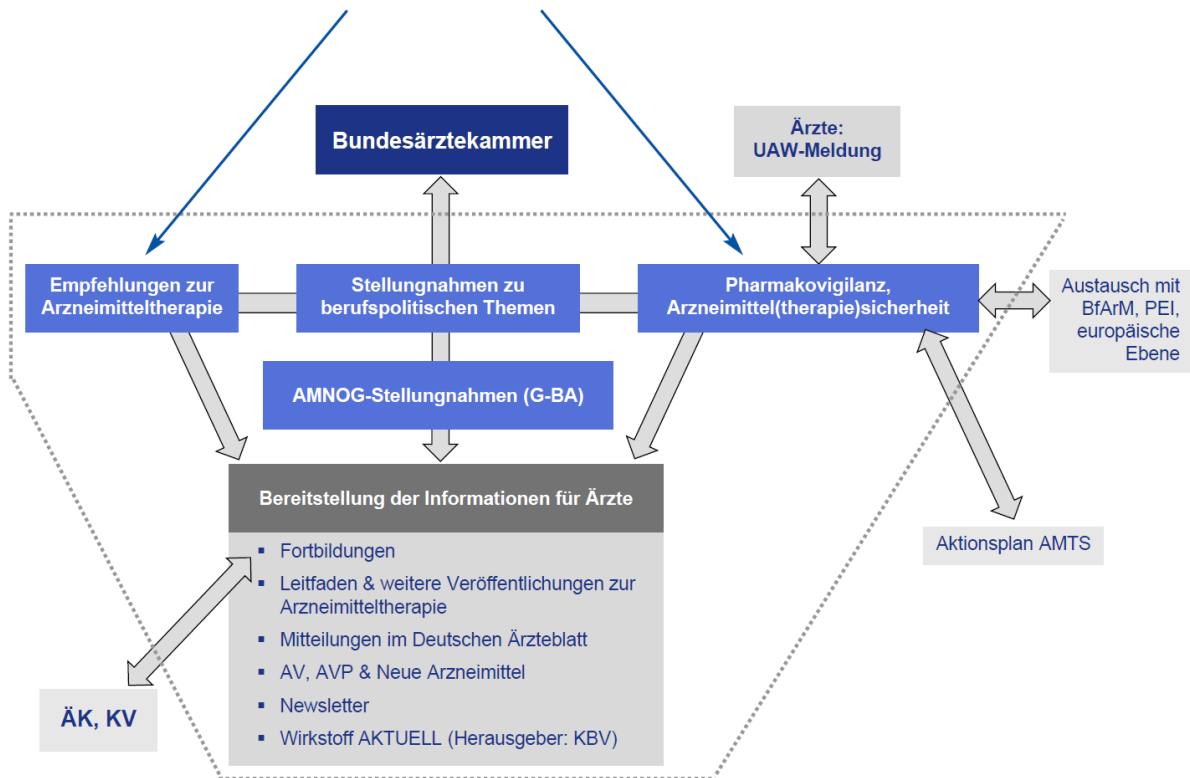 Bundesärztekammer
Ärzte:
UAW-Meldung
Empfehlungen zur
Arzneimitteltherapie
Stellungnahmen zu
berufspolitischen Themen
Pharmakovigilanz,
Arzneimittel(therapie)sicherheit
Austausch mit
BfArM, PEI,
europäische
Ebene
AMNOG-Stellungnahmen (G-BA)
Bereitstellung der Informationen für Ärzte
▪ Fortbildungen
▪ Leitfaden & weitere Veröffentlichungen zur
Arzneimitteltherapie
▪ Mitteilungen im Deutschen Ärzteblatt
▪ AV, AVP & Neue Arzneimittel
▪ Newsletter
▪ Wirkstoff AKTUELL (Herausgeber: KBV)
Aktionsplan AMTS
ÄK, KV